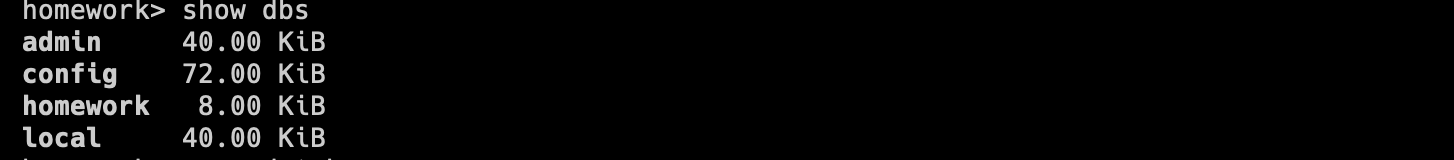 homework> show dbs
admin     40.00 KiB
config    72.00 KiB
homework   8.00 KiB
local     40.00 KiB